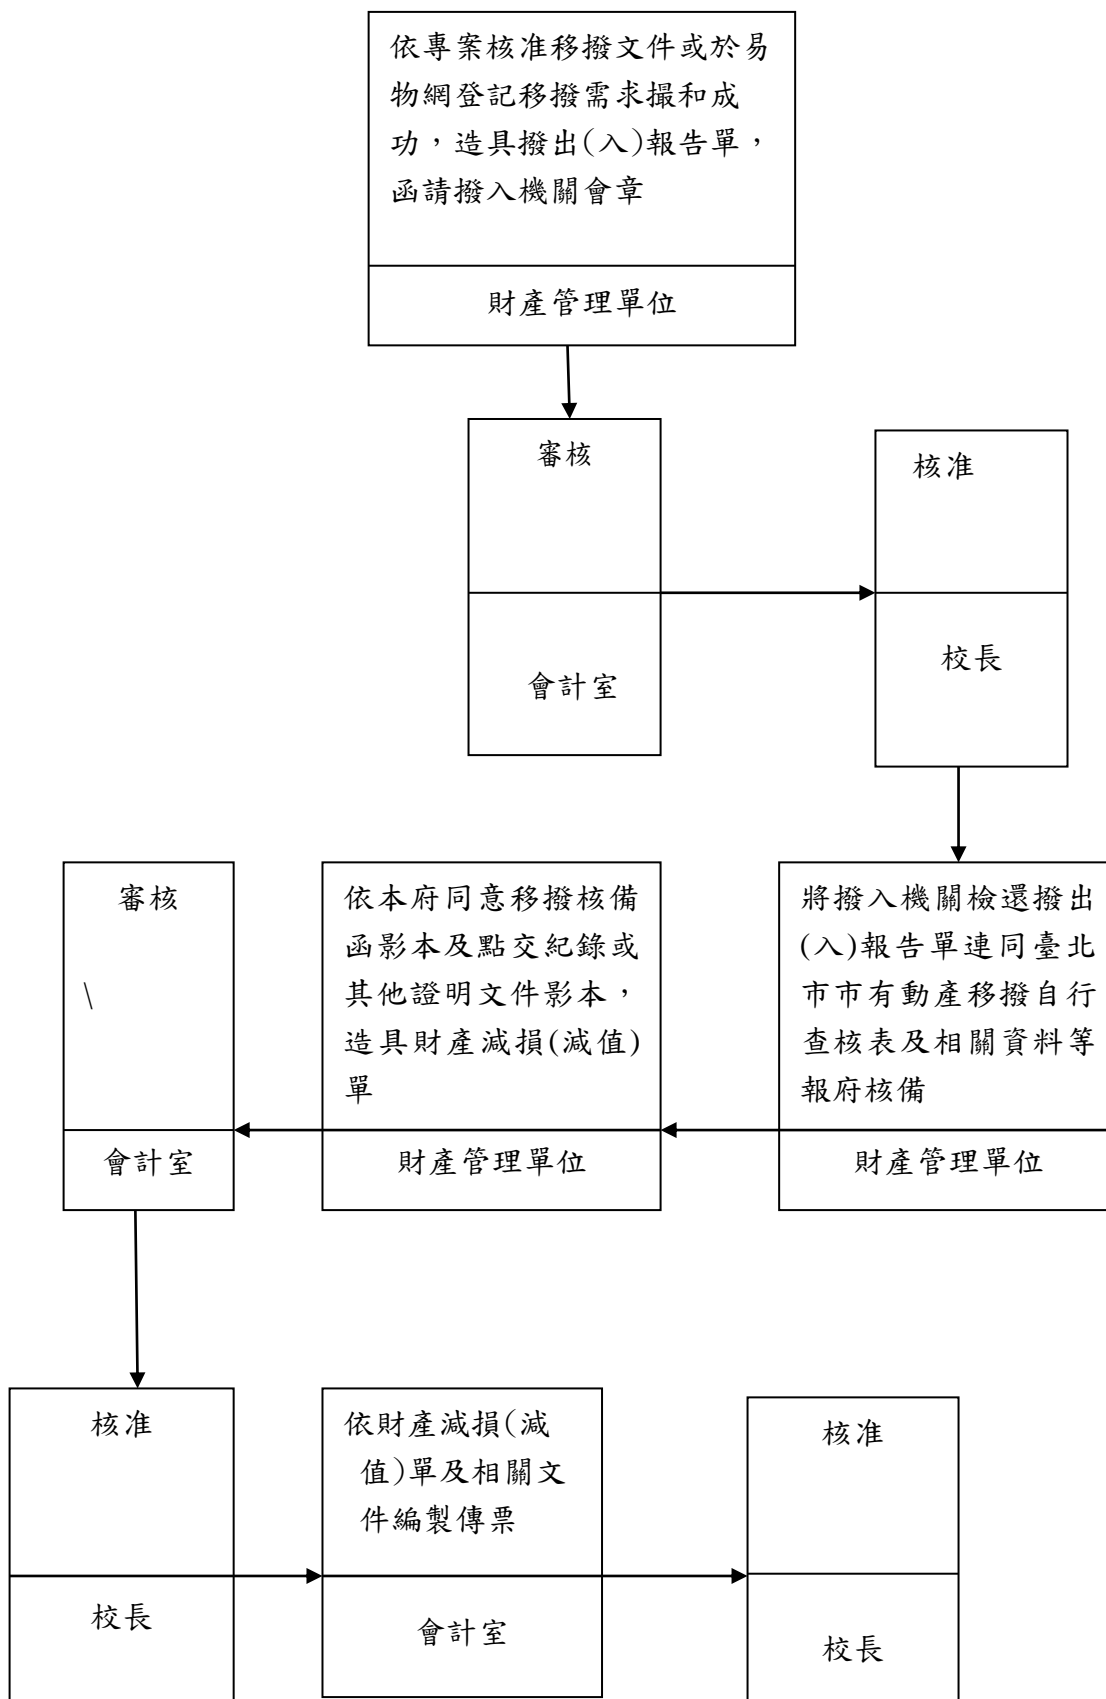 依專案核准移撥文件或於易
物網登記移撥需求撮和成
功，造具撥出(入)報告單，
函請撥入機關會章
財產管理單位
審核
會計室
核准
校長
將撥入機關檢還撥出
(入)報告單連同臺北
市市有動產移撥自行
查核表及相關資料等
報府核備
財產管理單位
依本府同意移撥核備
函影本及點交紀錄或
其他證明文件影本，
造具財產減損(減值)
單
財產管理單位
審核
\
會計室
核准
校長
依財產減損(減
值)單及相關文
件編製傳票
會計室
核准
校長